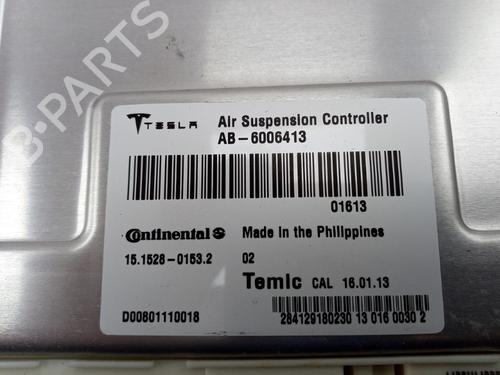 TESLA Air Suspension Controller
AB-6006413
01613
Continental Made in the Philippines
15.1528-0153.2 02
Temic CAL 16.01.13
D00801110018 284129180230 13 016 0030 2
B-PARTS